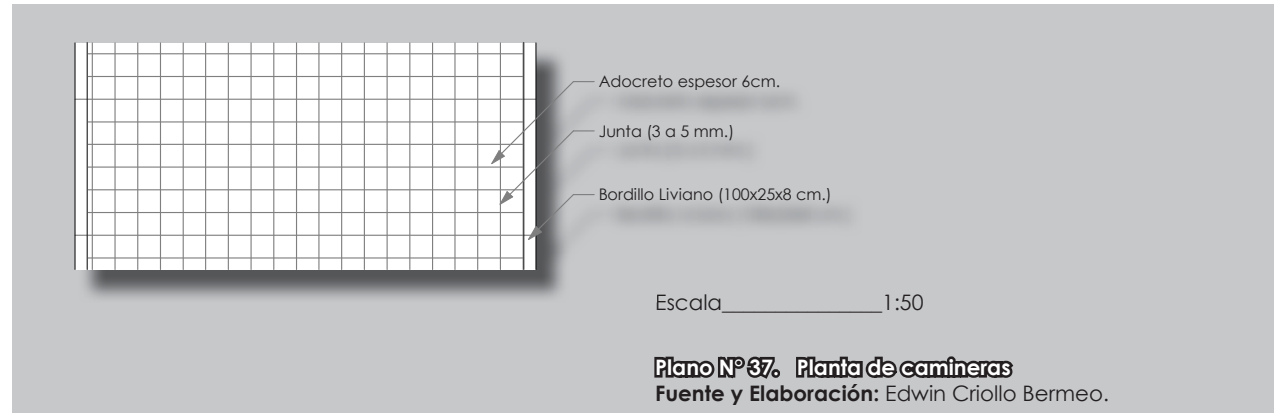 Adocreto espesor 6cm.
Junta (3 a 5 mm.)
Bordillo Liviano (100x25x8 cm.)
Escala_______________1:50
Plano Nº 37. Planta de camineras
Fuente y Elaboración: Edwin Criollo Bermeo.